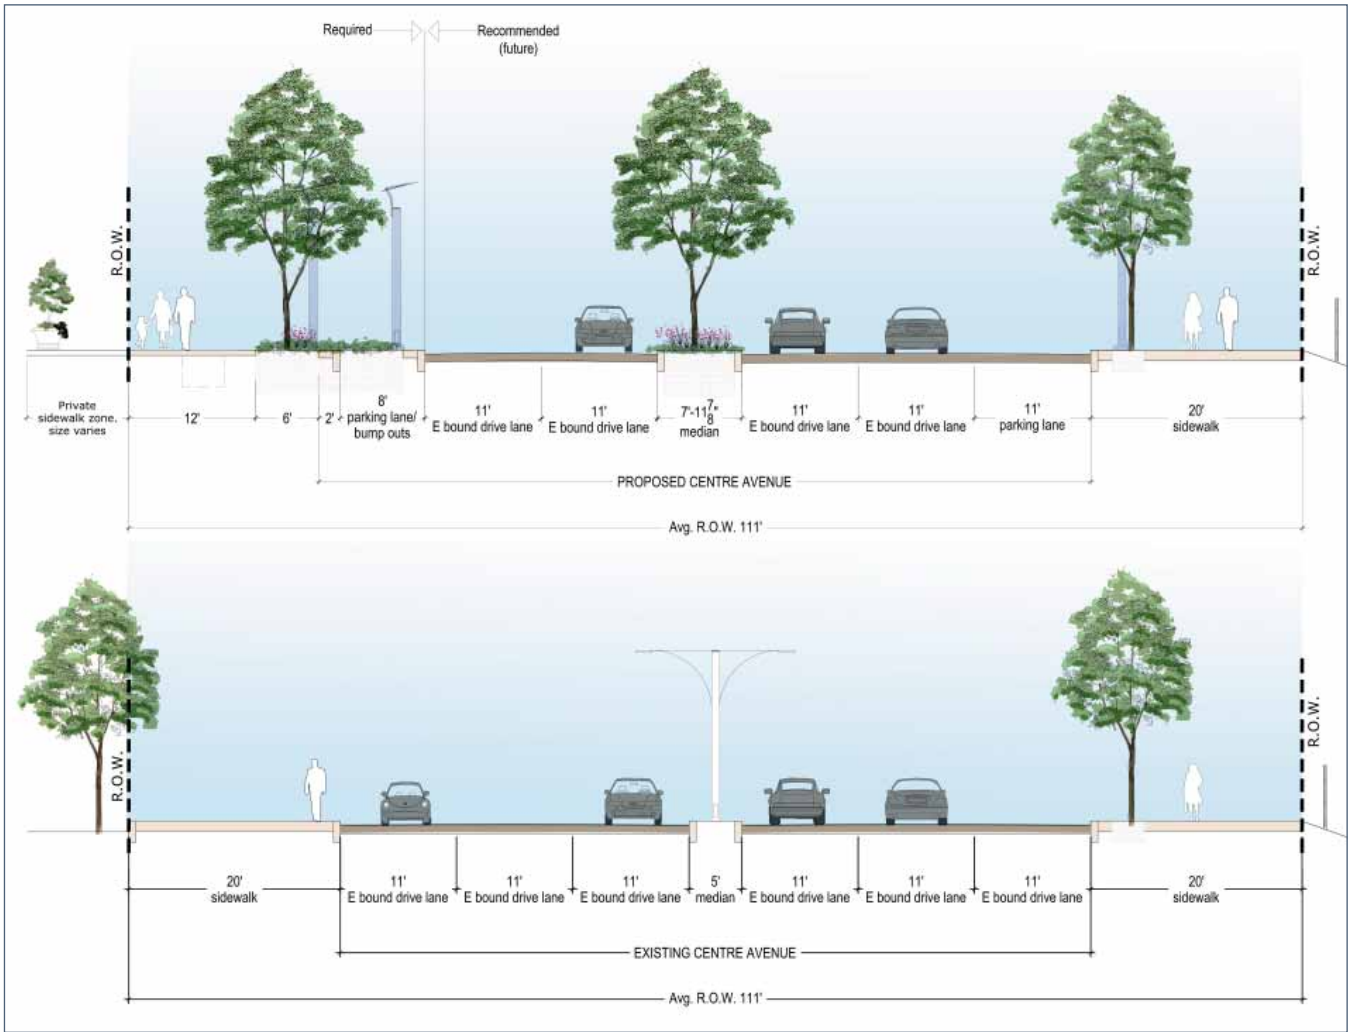 Required
Recommended
(future)
R.O.W.
R.O.W.
Private
sidewalk zone,
size varies
12'
6'
2'
8'
parking lane/
bump outs
11'
E bound drive lane
11'
E bound drive lane
7'-11 7/8"
median
11'
E bound drive lane
11'
E bound drive lane
11'
parking lane
20'
sidewalk
PROPOSED CENTRE AVENUE
Avg. R.O.W. 111'
R.O.W.
R.O.W.
20'
sidewalk
11'
E bound drive lane
11'
E bound drive lane
11'
E bound drive lane
5'
median
11'
E bound drive lane
11'
E bound drive lane
11'
E bound drive lane
20'
sidewalk
EXISTING CENTRE AVENUE
Avg. R.O.W. 111'